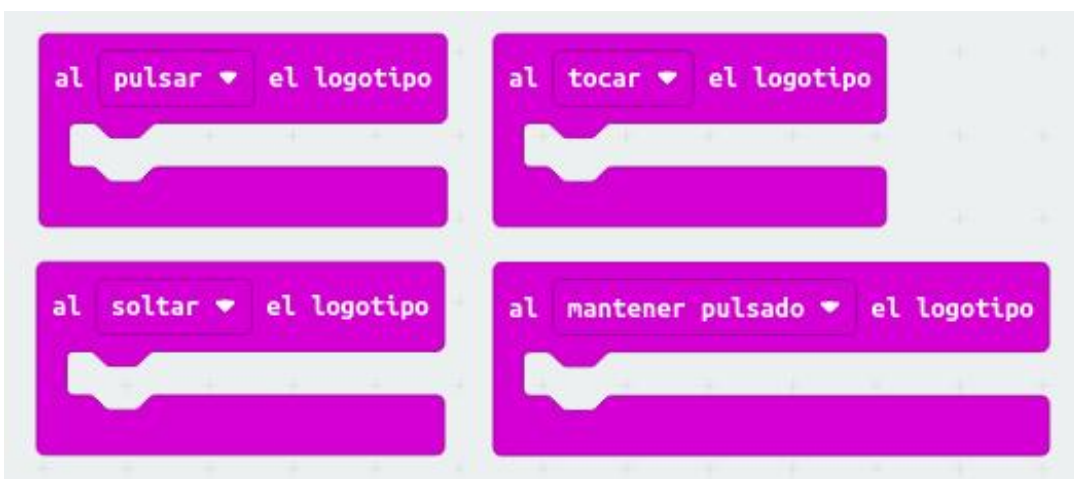 al pulsar el logotipo
al tocar el logotipo
al soltar el logotipo
al mantener pulsado el logotipo